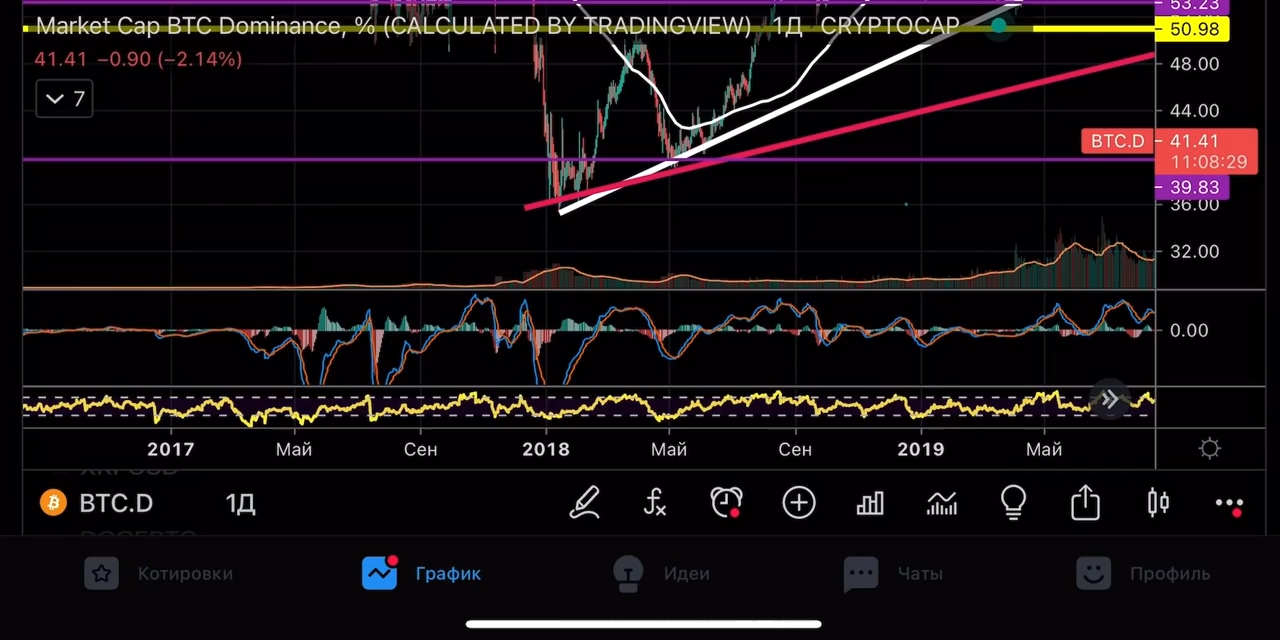 53.23
Market Cap BTC Dominance, % (CALCULATED BY TRADINGVIEW) 1Д CRYPTOCAP
50.98
41.41 −0.90 (−2.14%)
48.00
7
44.00
BTC.D 41.41
11:08:29
39.83
36.00
32.00
0.00
2017 Май Сен 2018 Май Сен 2019 Май
BTC.D 1Д
Котировки График Идеи Чаты Профиль